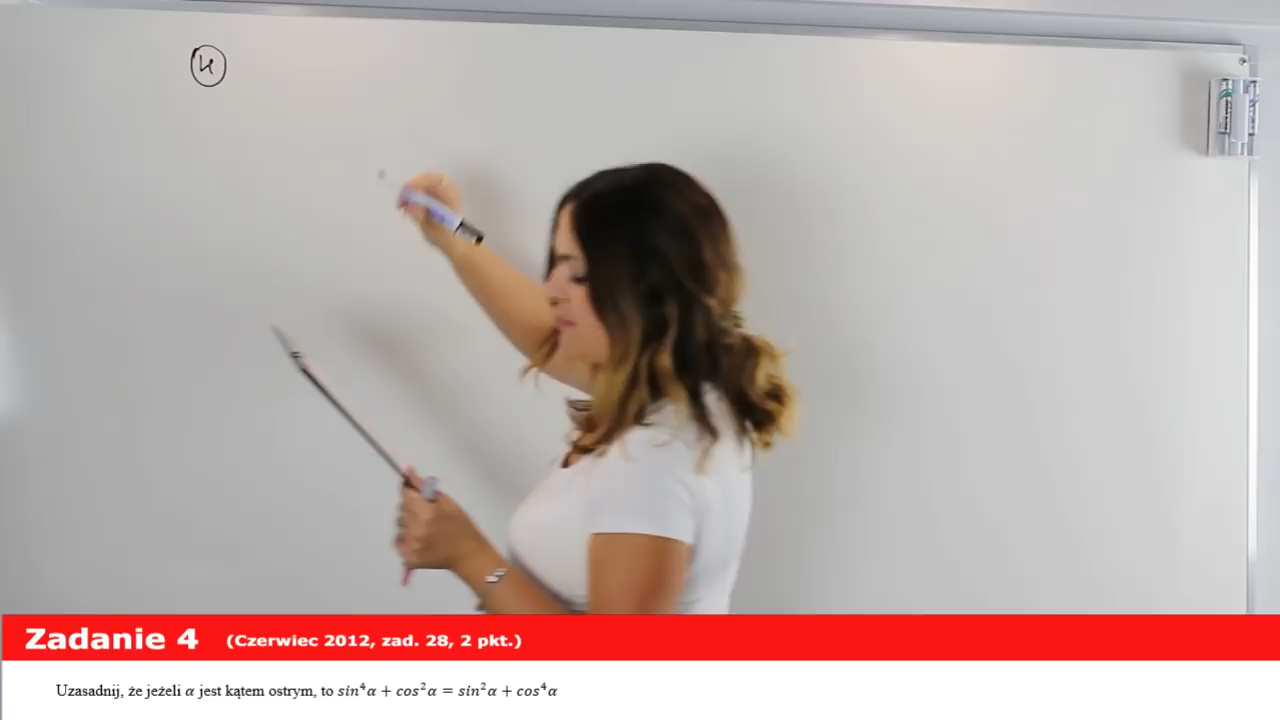 4
Zadanie 4 (Czerwiec 2012, zad. 28, 2 pkt.)
Uzasadnij, że jeżeli α jest kątem ostrym, to sin⁴α + cos²α = sin²α + cos⁴α